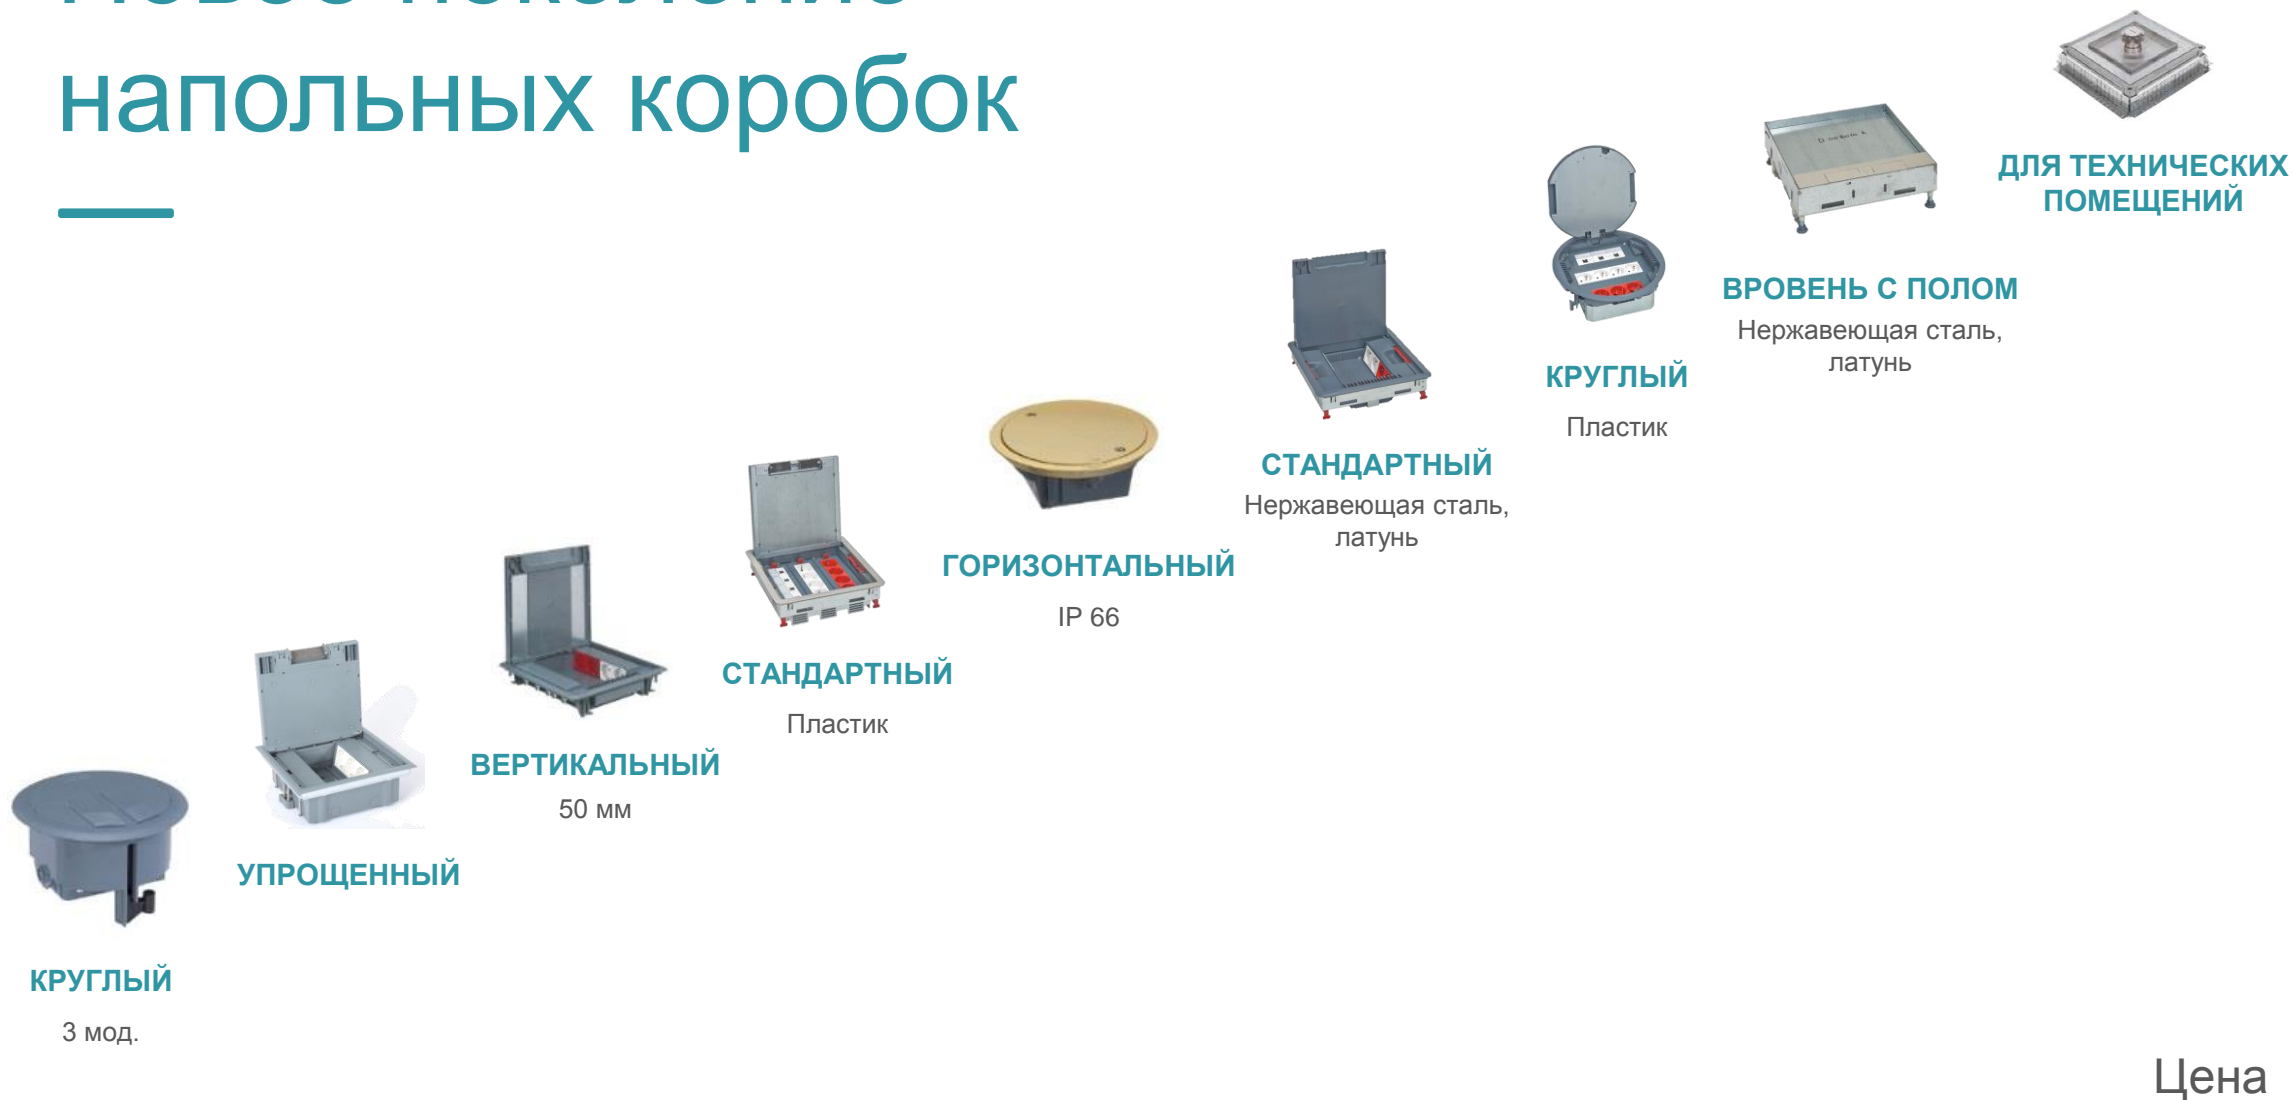 напольных коробок
ДЛЯ ТЕХНИЧЕСКИХ
ПОМЕЩЕНИЙ
ВРОВЕНЬ С ПОЛОМ
Нержавеющая сталь,
латунь
КРУГЛЫЙ
Пластик
СТАНДАРТНЫЙ
Нержавеющая сталь,
латунь
ГОРИЗОНТАЛЬНЫЙ
IP 66
СТАНДАРТНЫЙ
Пластик
ВЕРТИКАЛЬНЫЙ
50 мм
УПРОЩЕННЫЙ
КРУГЛЫЙ
3 мод.
Цена